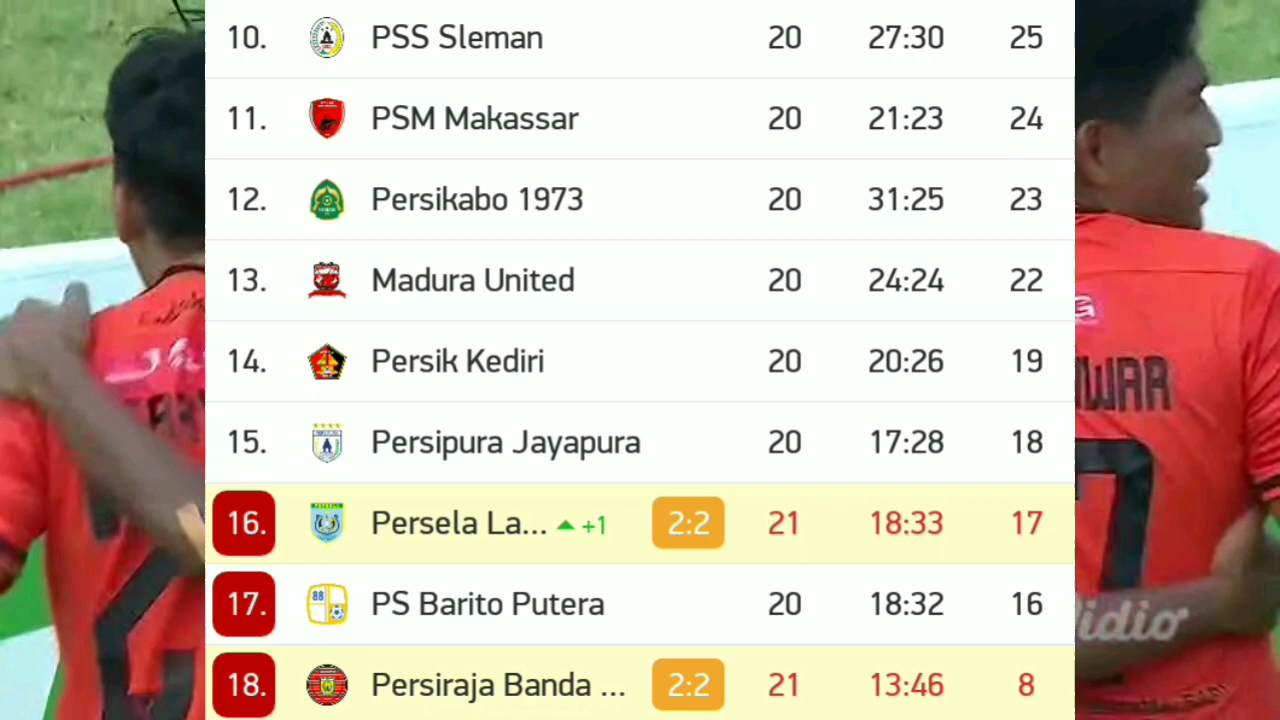 10. PSS Sleman 20 27:30 25
11. PSM Makassar 20 21:23 24
12. Persikabo 1973 20 31:25 23
13. Madura United 20 24:24 22
14. Persik Kediri 20 20:26 19
15. Persipura Jayapura 20 17:28 18
16. Persela La... +1 2:2 21 18:33 17
17. PS Barito Putera 20 18:32 16
18. Persiraja Banda ... 2:2 21 13:46 8
88
7
idio